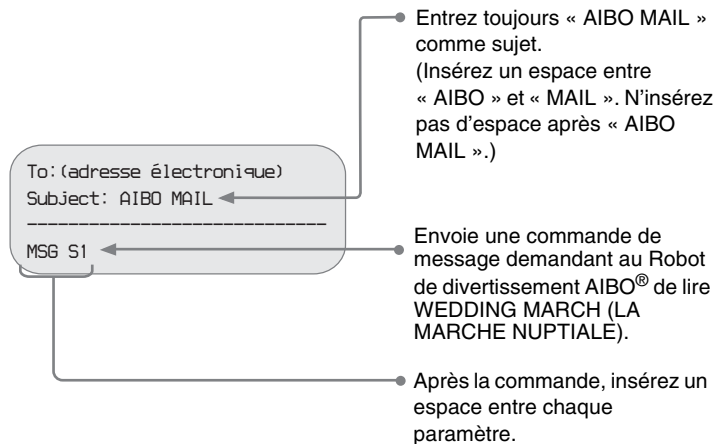 Entrez toujours « AIBO MAIL »
comme sujet.
(Insérez un espace entre
« AIBO » et « MAIL ». N’insérez
pas d’espace après « AIBO
MAIL ».)
To:(adresse électronique)
Subject: AIBO MAIL
------------------------------
MSG S1
Envoie une commande de
message demandant au Robot
de divertissement AIBO® de lire
WEDDING MARCH (LA
MARCHE NUPTIALE).
Après la commande, insérez un
espace entre chaque
paramètre.